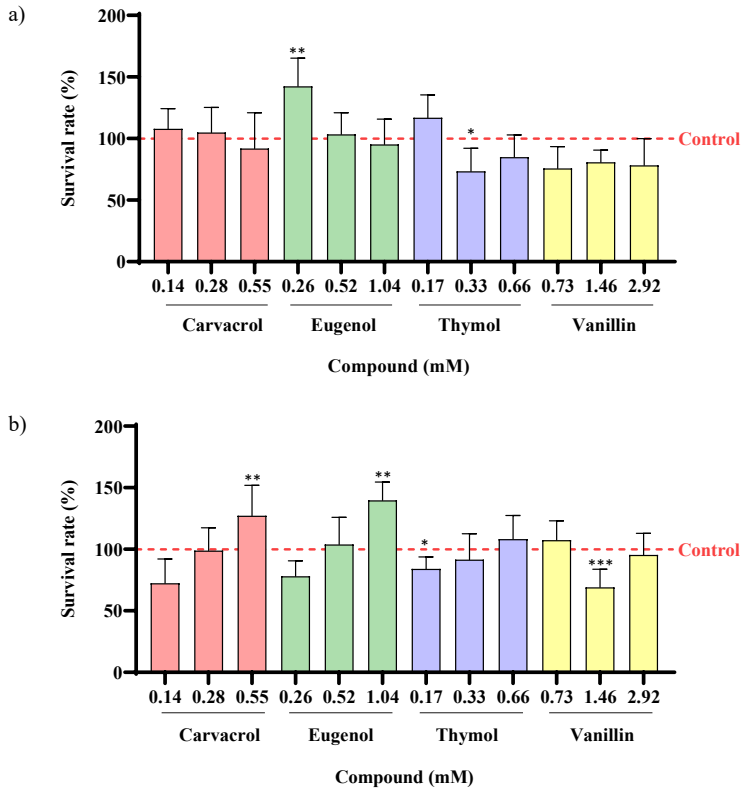 a)
200
150
100
50
0
Survival rate (%)
**
*
Control
0.14 0.28 0.55 0.26 0.52 1.04 0.17 0.33 0.66 0.73 1.46 2.92
Carvacrol Eugenol Thymol Vanillin
Compound (mM)
b)
200
150
100
50
0
Survival rate (%)
** ** * ***
Control
0.14 0.28 0.55 0.26 0.52 1.04 0.17 0.33 0.66 0.73 1.46 2.92
Carvacrol Eugenol Thymol Vanillin
Compound (mM)